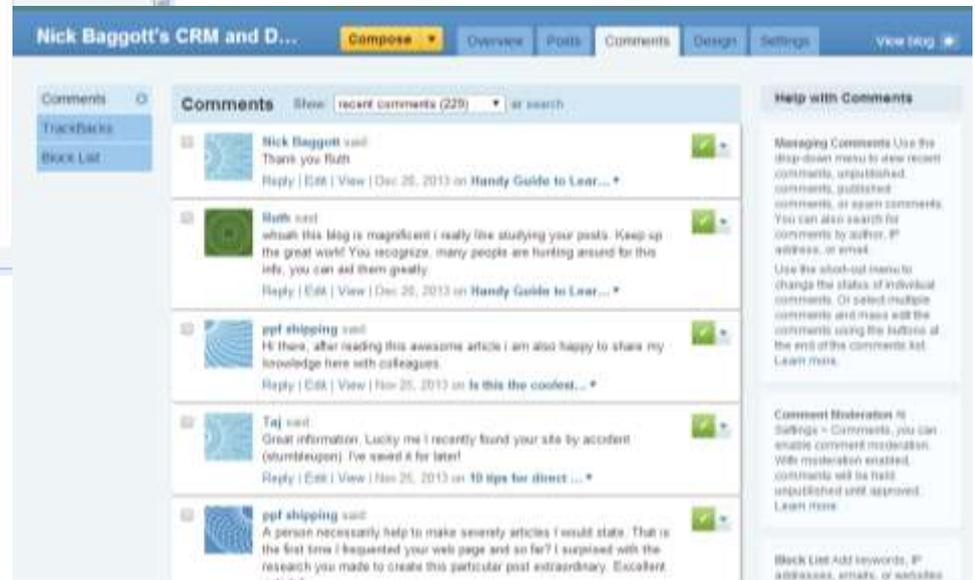 Nick Baggott's CRM and D...
Compose
Overview
Posts
Comments
Design
Settings
View blog
Comments
TrackBacks
Block List
Comments Show recent comments (229) or search
Nick Baggott said
Thank you Ruth
Reply | Edit | View | Dec 20, 2013 on Handy Guide to Lear...
Ruth said
whoah this blog is magnificent i really like studying your posts. Keep up
the great work! You recognize, many people are hunting around for this
info, you can aid them greatly.
Reply | Edit | View | Dec 20, 2013 on Handy Guide to Lear...
ppf shipping said
Hi there, after reading this awesome article i am also happy to share my
knowledge here with colleagues.
Reply | Edit | View | Nov 25, 2013 on Is this the coolest...
Taj said
Great information. Lucky me I recently found your site by accident
(stumbleupon). I've saved it for later!
Reply | Edit | View | Nov 25, 2013 on 10 tips for direct ...
ppf shipping said
A person necessarily help to make severely articles I would state. That is
the first time I frequented your web page and so far? I surprised with the
research you made to create this particular post extraordinary. Excellent
Help with Comments
Managing Comments Use the
drop-down menu to view recent
comments, unpublished
comments, published
comments, or spam comments.
You can also search for
comments by author, IP
address, or email.
Use the short-cut menu to
change the status of individual
comments. Or select multiple
comments and mass edit the
comments using the buttons at
the end of the comments list.
Learn more.
Comment Moderation At
Settings > Comments, you can
enable comment moderation.
With moderation enabled,
comments will be held
unpublished until approved.
Learn more.
Block List Add keywords, IP
addresses, emails, or websites